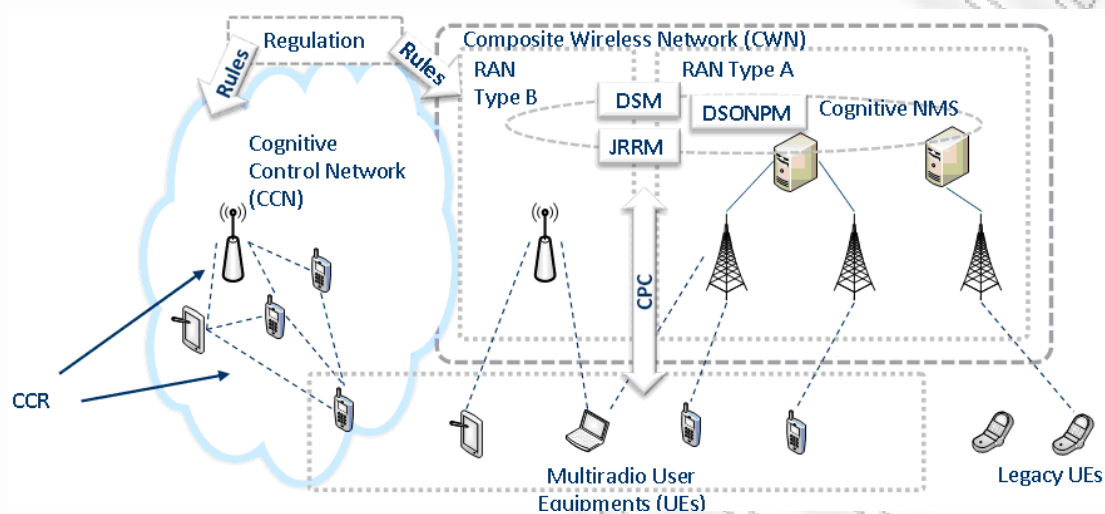 Regulation
Rules
Rules
Composite Wireless Network (CWN)
RAN
Type B
RAN Type A
DSM
DSONPM
Cognitive NMS
JRRM
Cognitive
Control Network
(CCN)
CPC
CCR
Multiradio User
Equipments (UEs)
Legacy UEs